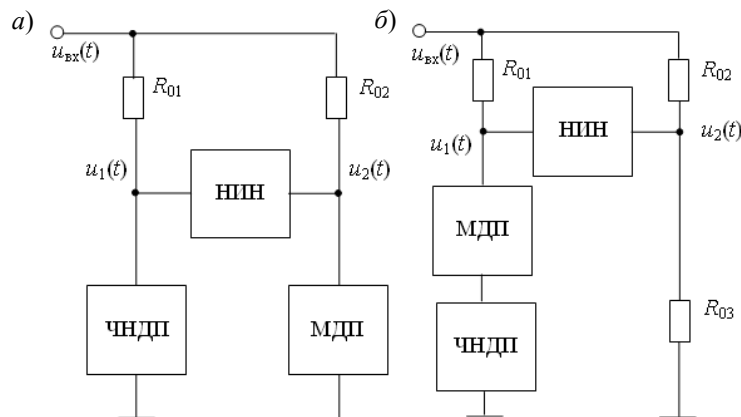 а)
uвх(t)
R01
R02
u1(t)
НИН
u2(t)
ЧНДП
МДП
б)
uвх(t)
R01
R02
НИН
u1(t)
u2(t)
МДП
R03
ЧНДП